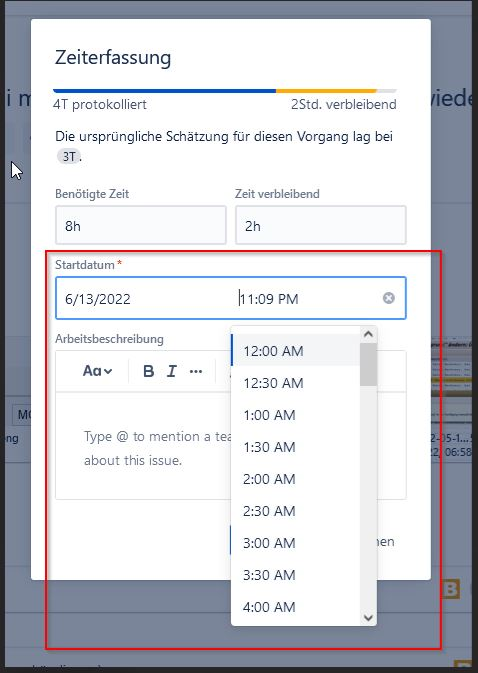 Zeiterfassung
4T protokolliert
2Std. verbleibend
Die ursprüngliche Schätzung für diesen Vorgang lag bei
3T.
Benötigte Zeit
Zeit verbleibend
8h
2h
Startdatum *
6/13/2022
11:09 PM
Arbeitsbeschreibung
Aa
B I ...
Type @ to mention a tea
about this issue.
12:00 AM
12:30 AM
1:00 AM
1:30 AM
2:00 AM
2:30 AM
3:00 AM
3:30 AM
4:00 AM